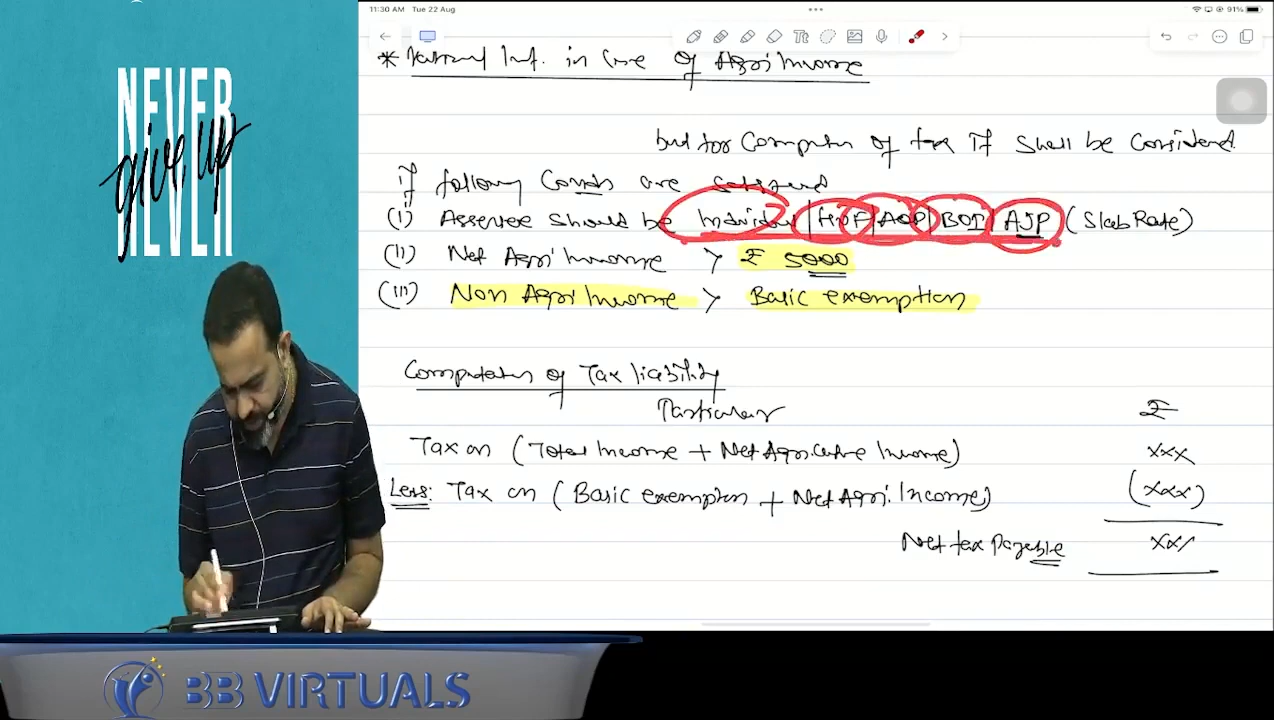 11:30 AM Tue 22 Aug
91%
NEVER
give up
NEVER
* Partial Int. in Case of Agri Income
but for Computn of tax it shall be Considered
if following Conds are satisfied
(i) Assessee should be Individual | HUF | AOP | BOI | AJP (Slab Rate)
(ii) Net Agri Income > ₹ 5000
(iii) Non Agri Income > Basic exemption
Computation of Tax liability
Particulars ₹
Tax on (Total Income + Net Agriculture Income) xxx
Less: Tax on (Basic exemption + Net Agri. Income) (xxx)
Net tax payable xxx
BB VIRTUALS